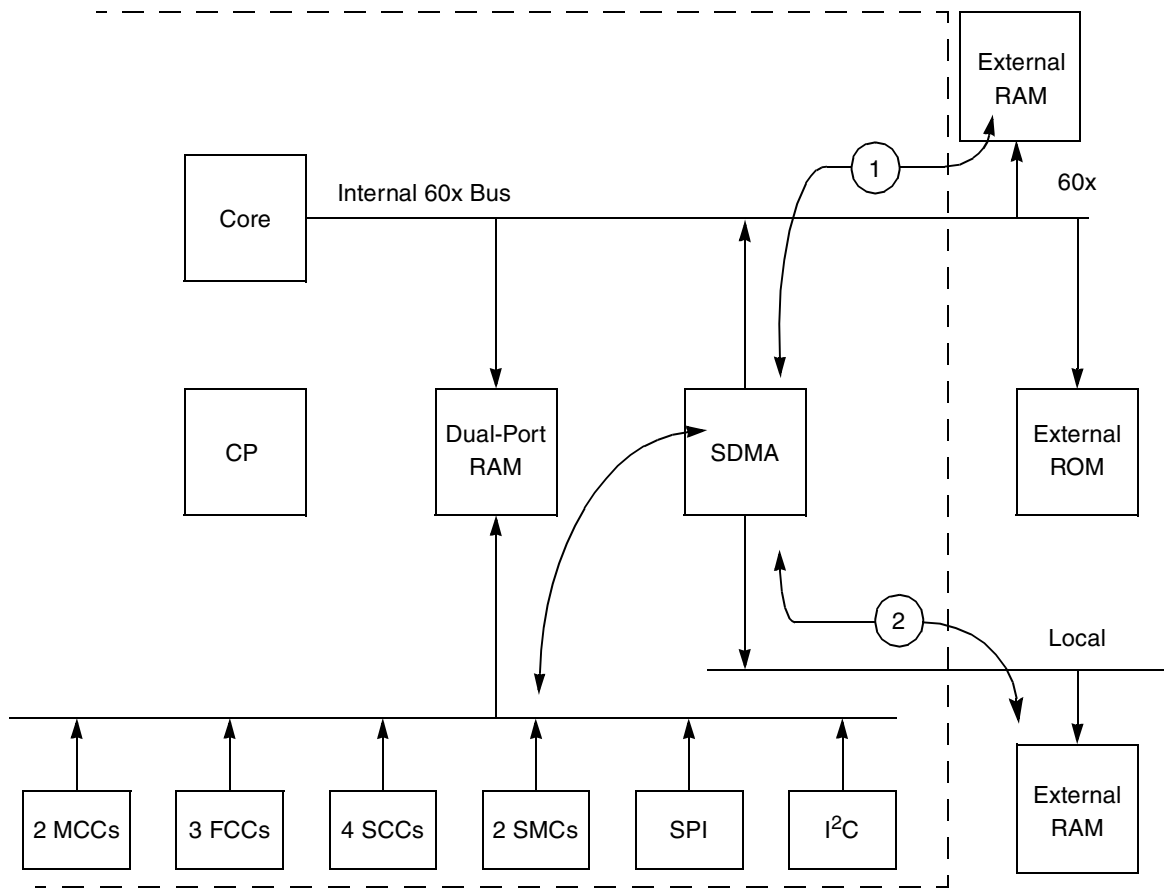 External
RAM
1
60x
Internal 60x Bus
Core
CP
Dual-Port
RAM
SDMA
External
ROM
2
Local
2 MCCs
3 FCCs
4 SCCs
2 SMCs
SPI
I²C
External
RAM